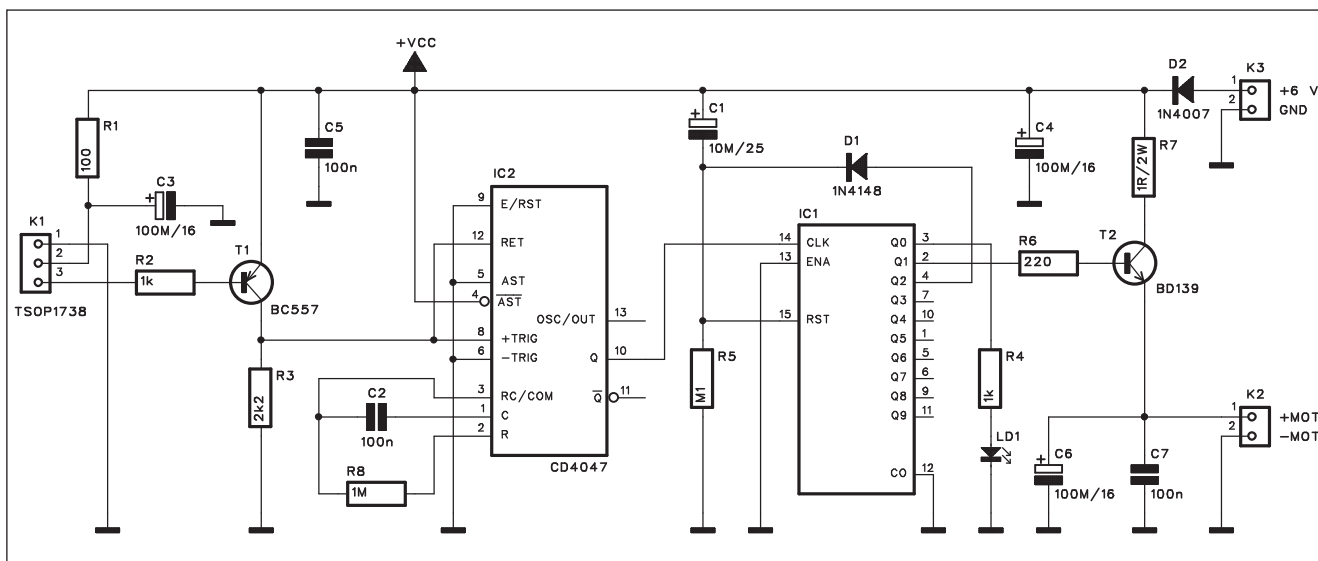 +VCC
D2
K3
1
+6 V
2
GND
1N4007
R1
100
C5
100n
C1
10M/25
D1
1N4148
C4
100M/16
R7
1R/2W
C3
100M/16
K1
1
2
3
TSOP1738
R2
1k
T1
BC557
R3
2k2
IC2
9
E/RST
12
RET
5
AST
4
AST
OSC/OUT
13
8
+TRIG
6
-TRIG
Q
10
3
RC/COM
Q
11
1
C
2
R
CD4047
C2
100n
R8
1M
R5
M1
IC1
14
CLK
13
ENA
15
RST
Q0
3
Q1
2
Q2
4
Q3
7
Q4
10
Q5
1
Q6
5
Q7
6
Q8
9
Q9
11
CO
12
R6
220
T2
BD139
R4
1k
LD1
C6
100M/16
C7
100n
K2
1
+MOT
2
-MOT